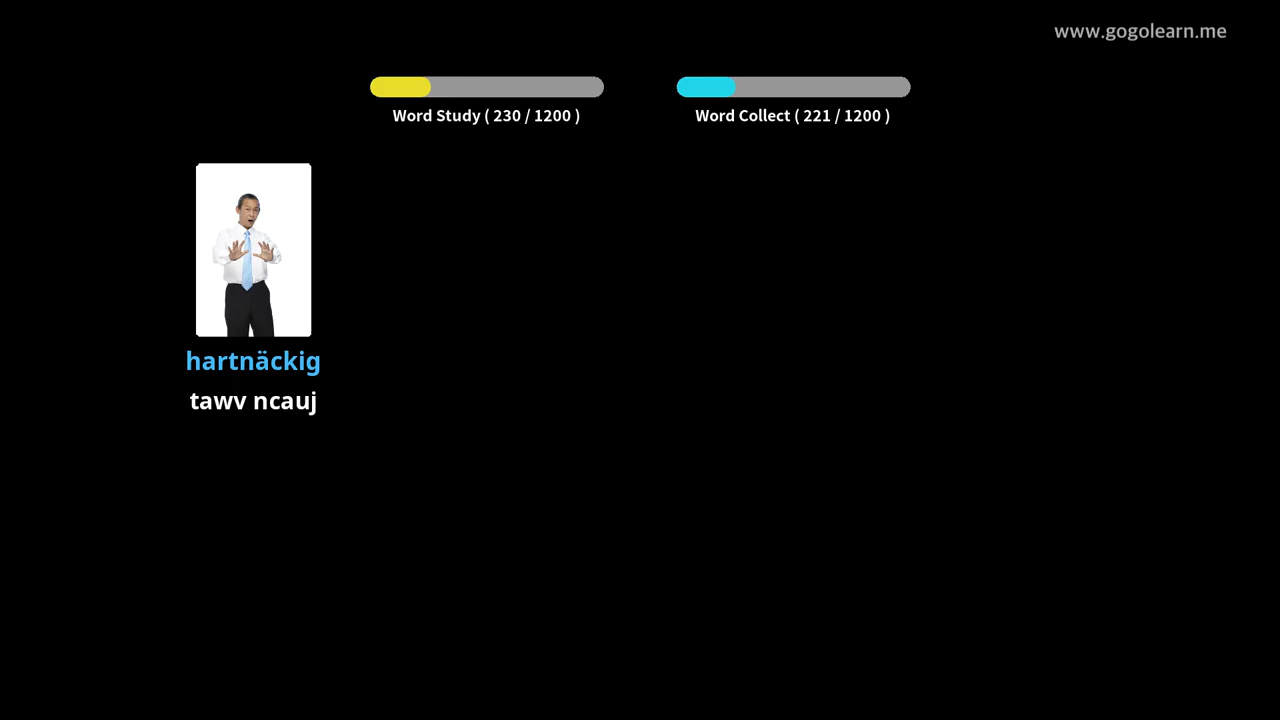 www.gogolearn.me
Word Study ( 230 / 1200 )
Word Collect ( 221 / 1200 )
hartnäckig
tawv ncauj